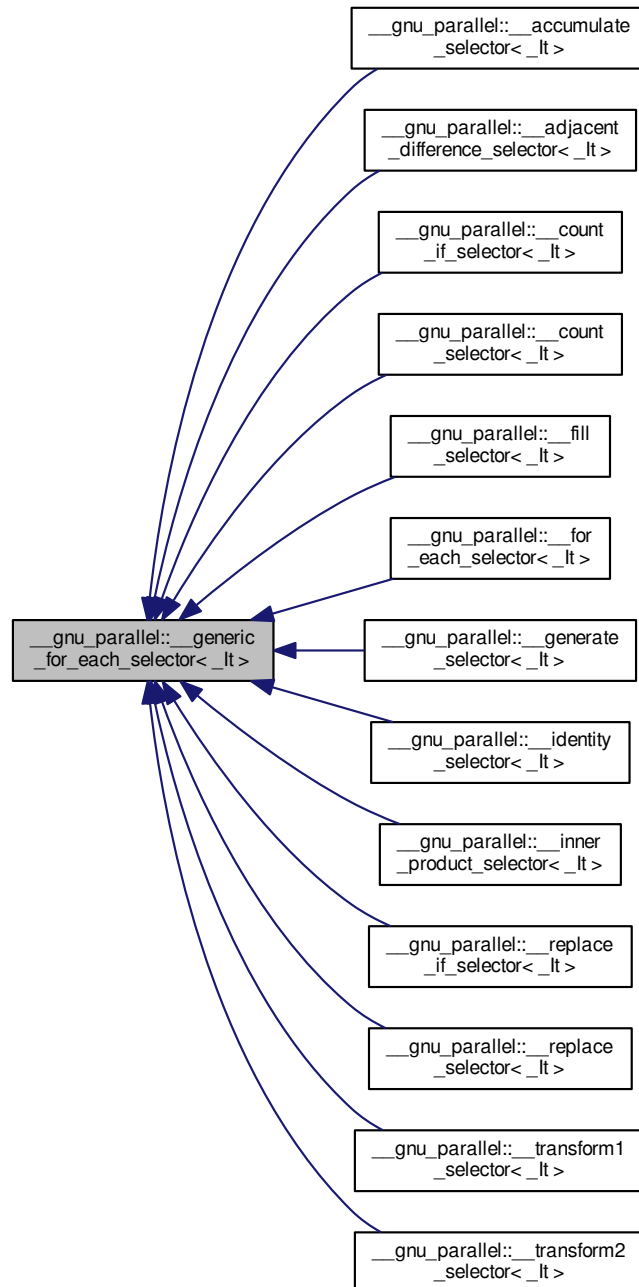 __gnu_parallel::__accumulate
_selector< _It >
__gnu_parallel::__adjacent
_difference_selector< _It >
__gnu_parallel::__count
_if_selector< _It >
__gnu_parallel::__count
_selector< _It >
__gnu_parallel::__fill
_selector< _It >
__gnu_parallel::__for
_each_selector< _It >
__gnu_parallel::__generic
_for_each_selector< _It >
__gnu_parallel::__generate
_selector< _It >
__gnu_parallel::__identity
_selector< _It >
__gnu_parallel::__inner
_product_selector< _It >
__gnu_parallel::__replace
_if_selector< _It >
__gnu_parallel::__replace
_selector< _It >
__gnu_parallel::__transform1
_selector< _It >
__gnu_parallel::__transform2
_selector< _It >